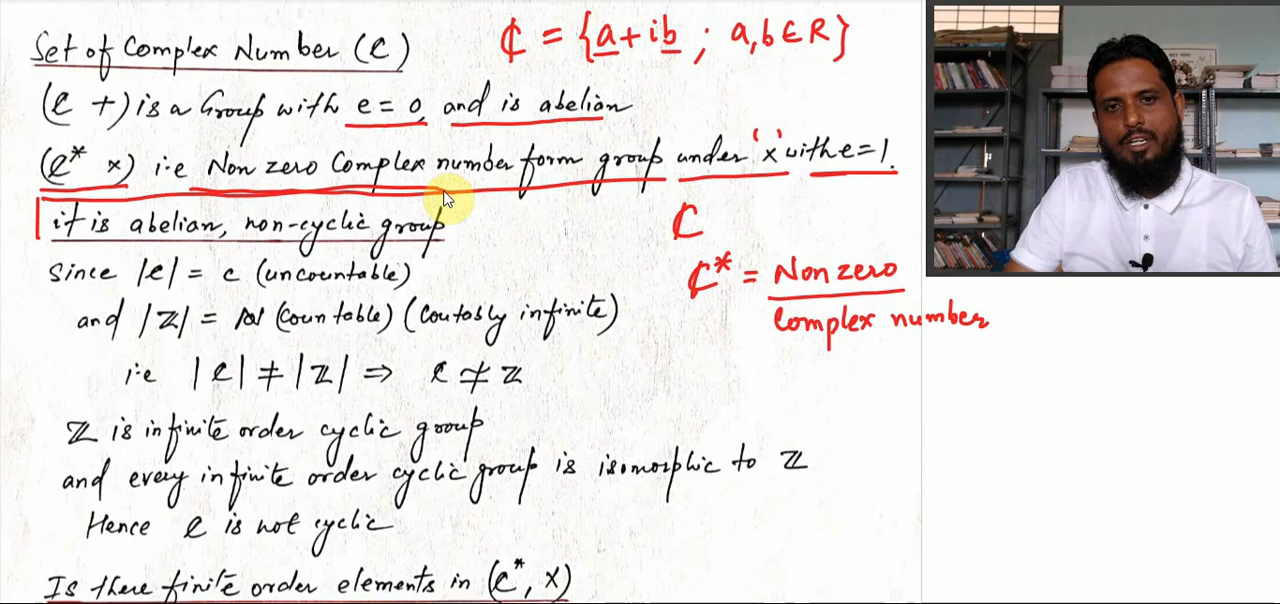 Set of Complex Number (ℂ)
ℂ = {a+ib ; a,b∈R}
(ℂ +) is a Group with e = 0, and is abelian
(ℂ* ×) i.e Non zero Complex number form group under '×' with e=1.
it is abelian, non-cyclic group
ℂ
Since |ℂ| = c (uncountable)
ℂ* = Non zero
Complex number
and |ℤ| = (Countable) (Coutably infinite)
i.e |ℂ| ≠ |ℤ| ⇒ ℂ ≄ ℤ
ℤ is infinite order cyclic group
and every infinite order cyclic group is isomorphic to ℤ
Hence ℂ is not cyclic
Is there finite order elements in (ℂ*, ×)